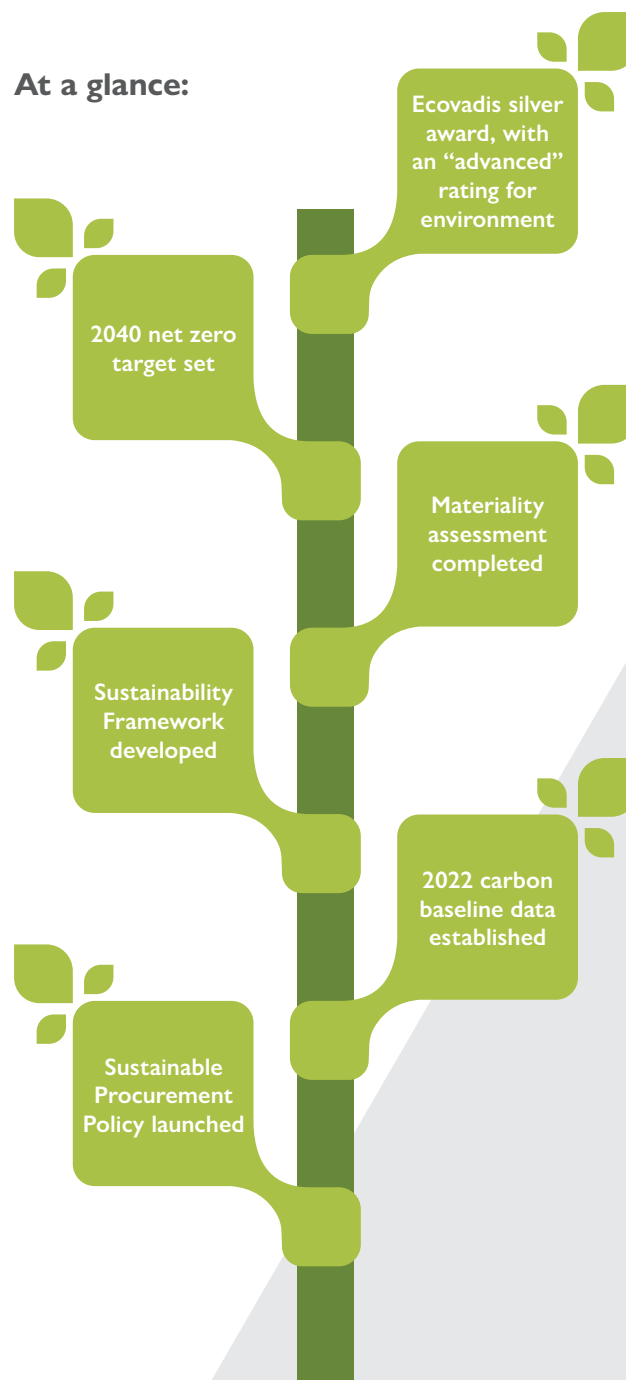 At a glance:
Ecovadis silver
award, with
an “advanced”
rating for
environment
2040 net zero
target set
Materiality
assessment
completed
Sustainability
Framework
developed
2022 carbon
baseline data
established
Sustainable
Procurement
Policy launched